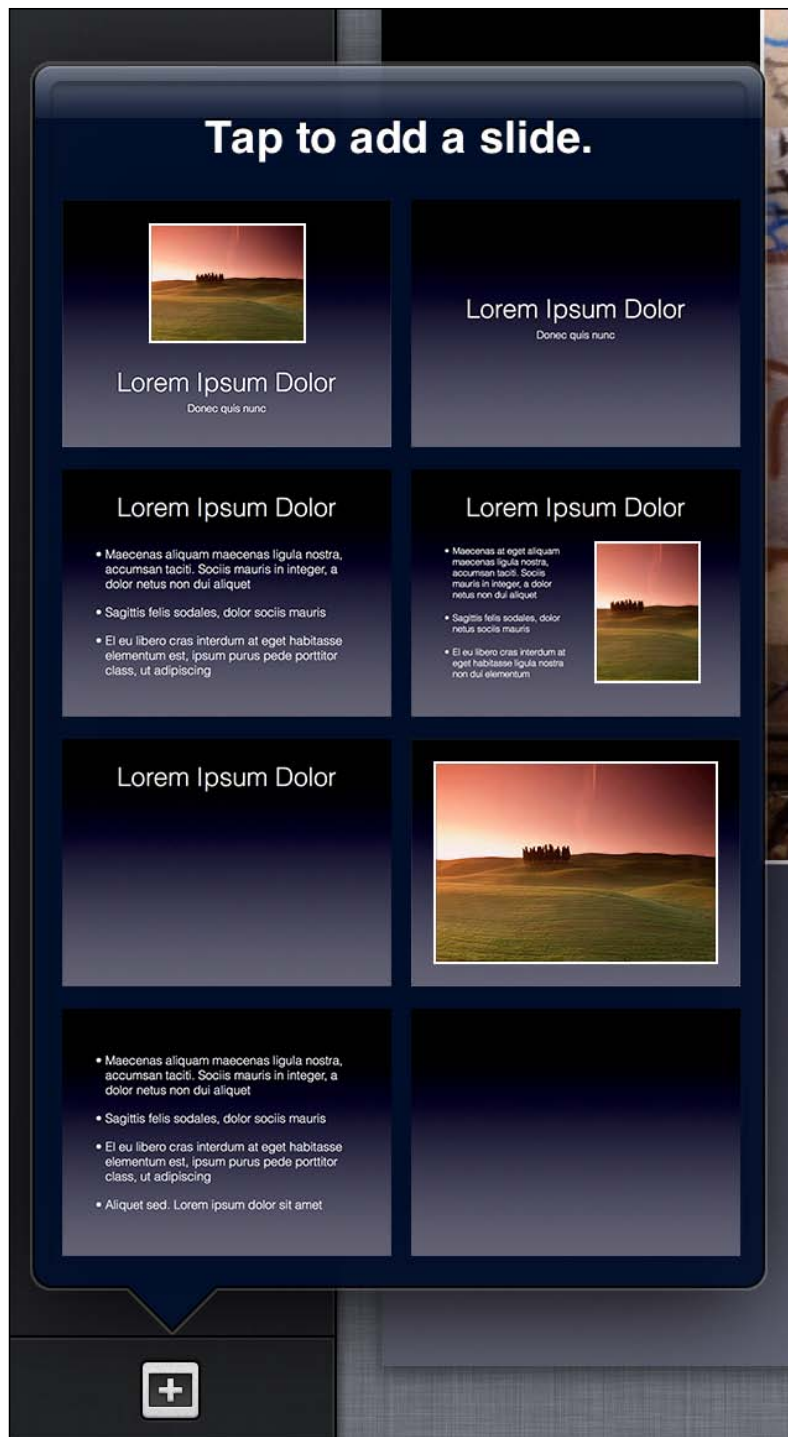 Tap to add a slide.
Lorem Ipsum Dolor
Donec quis nunc
Lorem Ipsum Dolor
Donec quis nunc
Lorem Ipsum Dolor
• Maecenas aliquam maecenas ligula nostra,
accumsan taciti. Sociis mauris in integer, a
dolor netus non dui aliquet
• Sagittis felis sodales, dolor sociis mauris
• El eu libero cras interdum at eget habitasse
elementum est, ipsum purus pede porttitor
class, ut adipiscing
Lorem Ipsum Dolor
• Maecenas at eget aliquam
maecenas ligula nostra,
accumsan taciti. Sociis
mauris in integer, a dolor
netus non dui aliquet
• Sagittis felis sodales, dolor
netus sociis mauris
• El eu libero cras interdum at
eget habitasse ligula nostra
non dui elementum
Lorem Ipsum Dolor
• Maecenas aliquam maecenas ligula nostra,
accumsan taciti. Sociis mauris in integer, a
dolor netus non dui aliquet
• Sagittis felis sodales, dolor sociis mauris
• El eu libero cras interdum at eget habitasse
elementum est, ipsum purus pede porttitor
class, ut adipiscing
• Aliquet sed. Lorem ipsum dolor sit amet